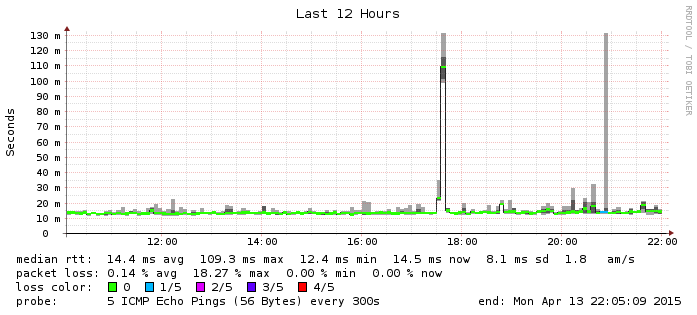 Last 12 Hours
RRDTOOL / TOBI OETIKER
Seconds
130 m
120 m
110 m
100 m
90 m
80 m
70 m
60 m
50 m
40 m
30 m
20 m
10 m
0
12:00 14:00 16:00 18:00 20:00 22:00
median rtt: 14.4 ms avg 109.3 ms max 12.4 ms min 14.5 ms now 8.1 ms sd 1.8 am/s
packet loss: 0.14 % avg 18.27 % max 0.00 % min 0.00 % now
loss color: 0 1/5 2/5 3/5 4/5
probe: 5 ICMP Echo Pings (56 Bytes) every 300s end: Mon Apr 13 22:05:09 2015